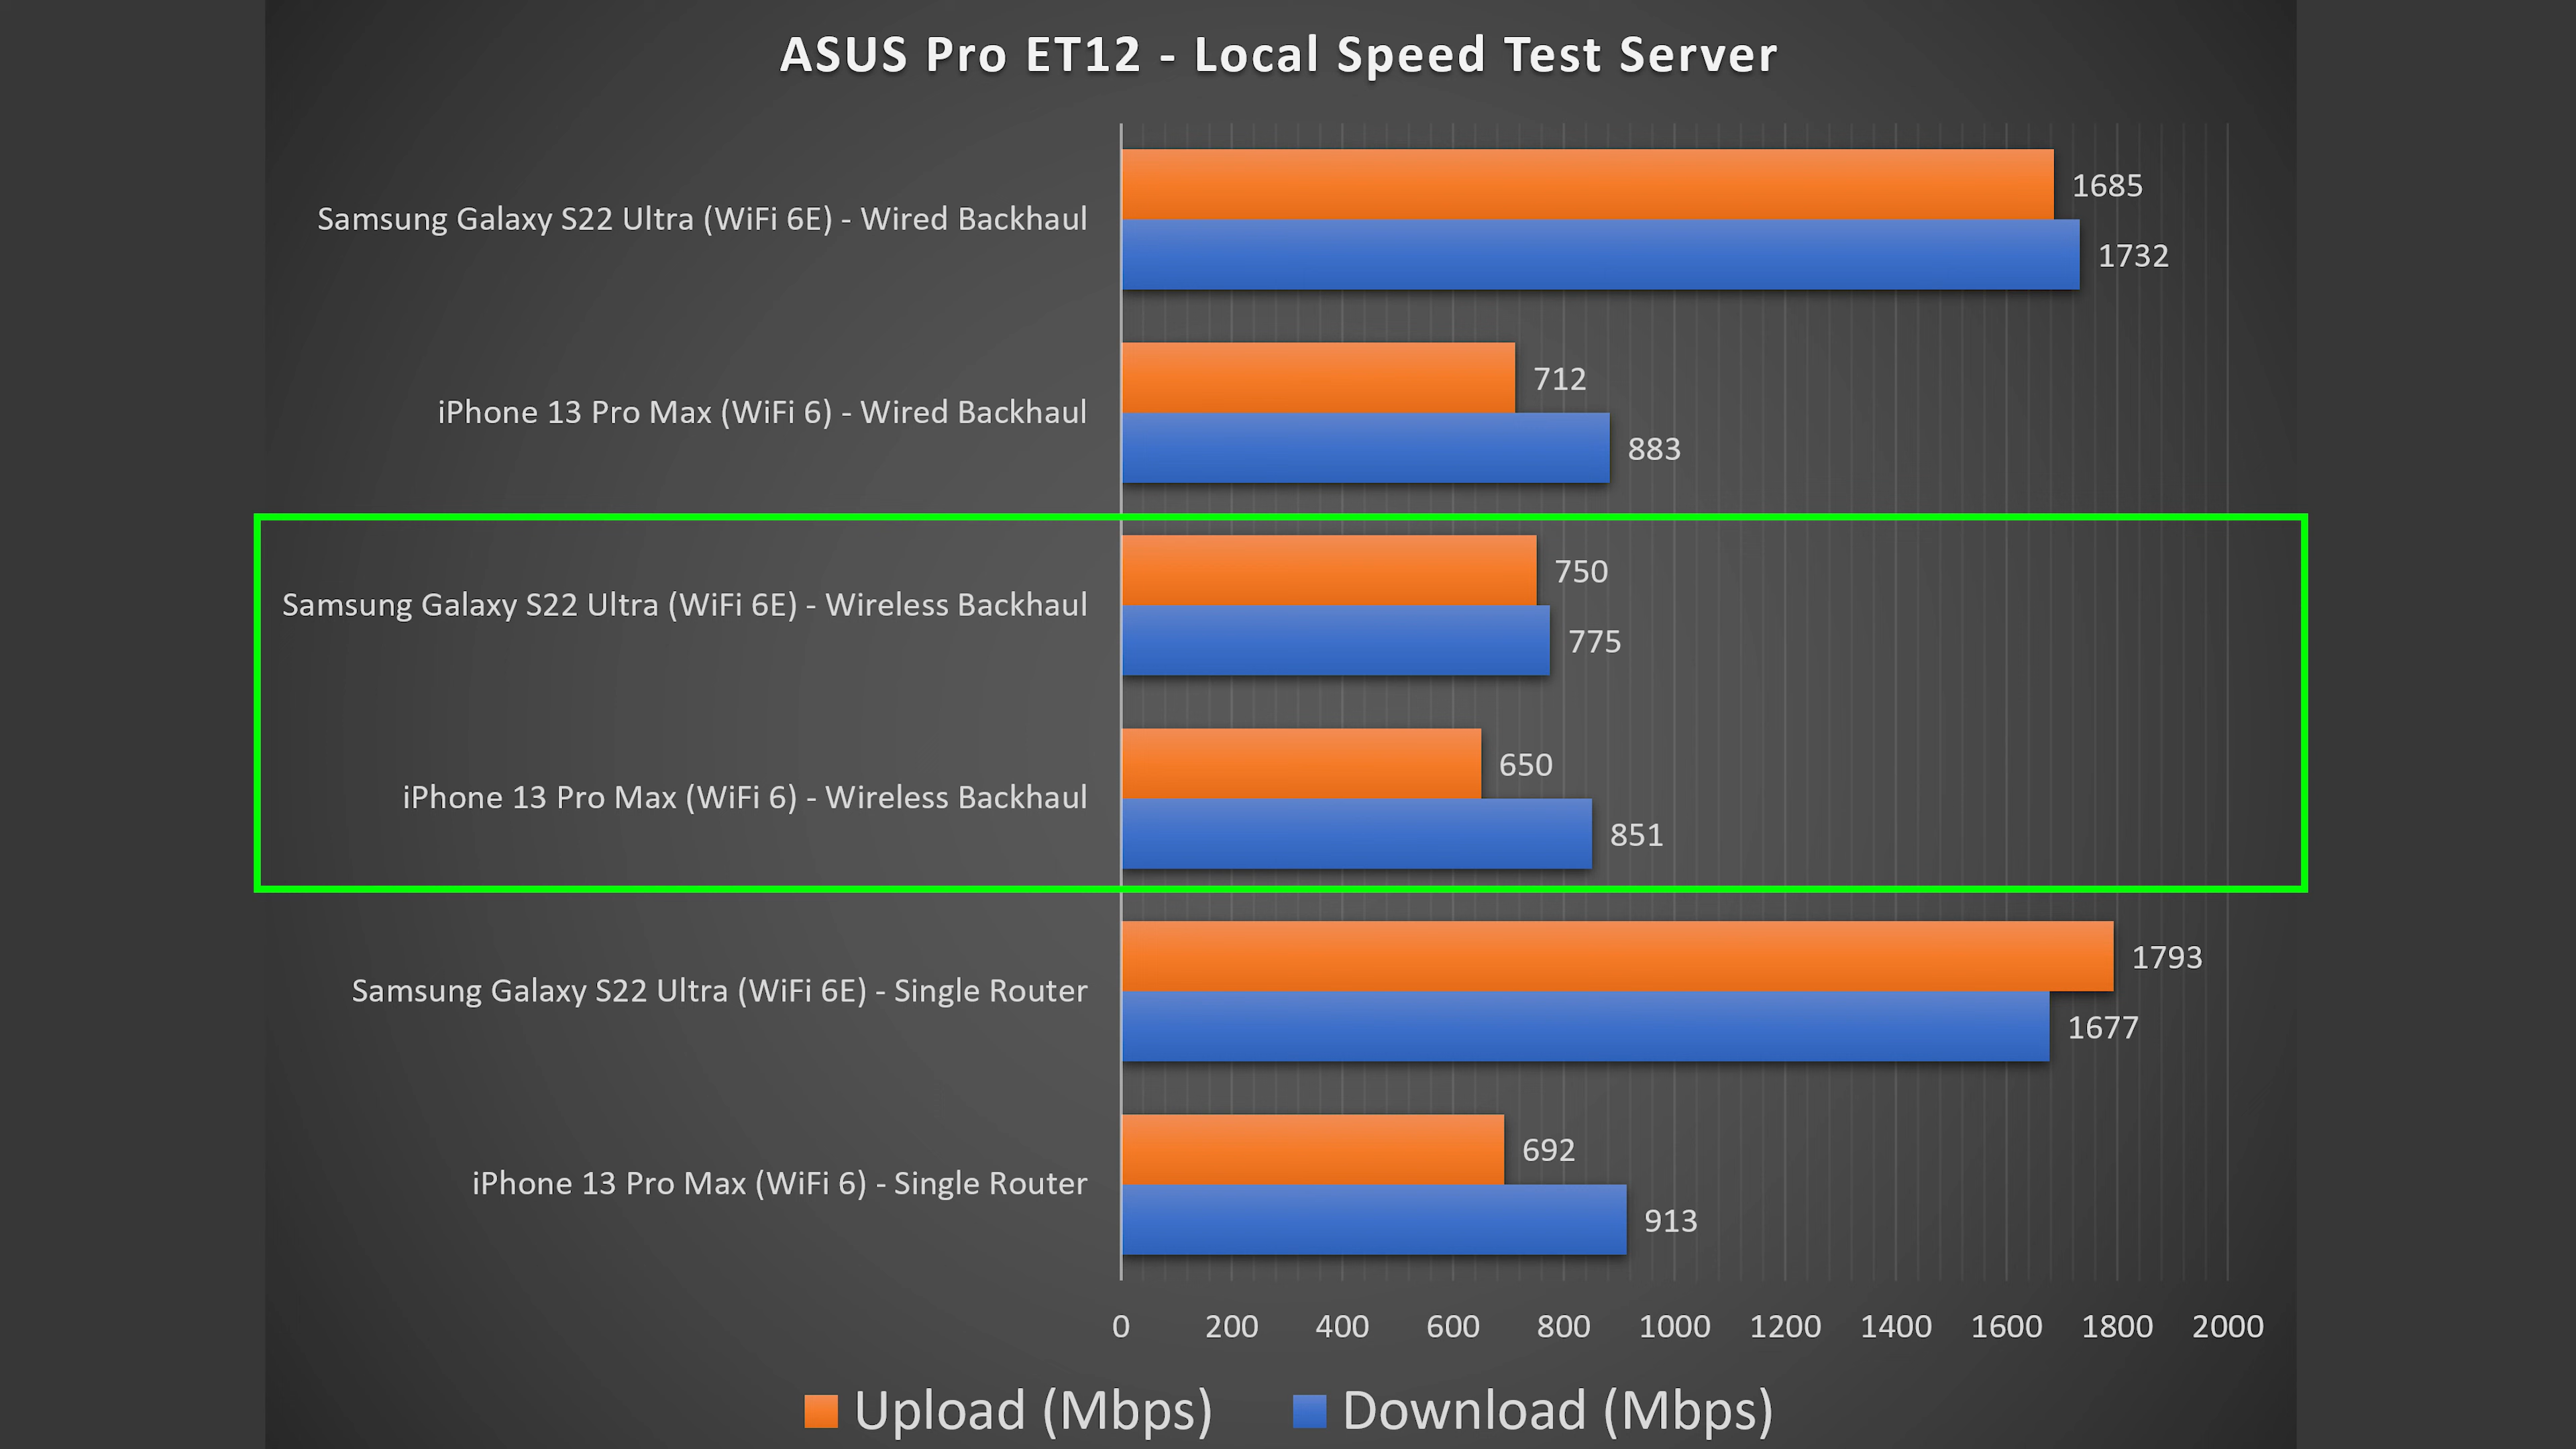 ASUS Pro ET12 - Local Speed Test Server
Samsung Galaxy S22 Ultra (WiFi 6E) - Wired Backhaul
1685
1732
iPhone 13 Pro Max (WiFi 6) - Wired Backhaul
712
883
Samsung Galaxy S22 Ultra (WiFi 6E) - Wireless Backhaul
750
775
iPhone 13 Pro Max (WiFi 6) - Wireless Backhaul
650
851
Samsung Galaxy S22 Ultra (WiFi 6E) - Single Router
1793
1677
iPhone 13 Pro Max (WiFi 6) - Single Router
692
913
0 200 400 600 800 1000 1200 1400 1600 1800 2000
Upload (Mbps) Download (Mbps)